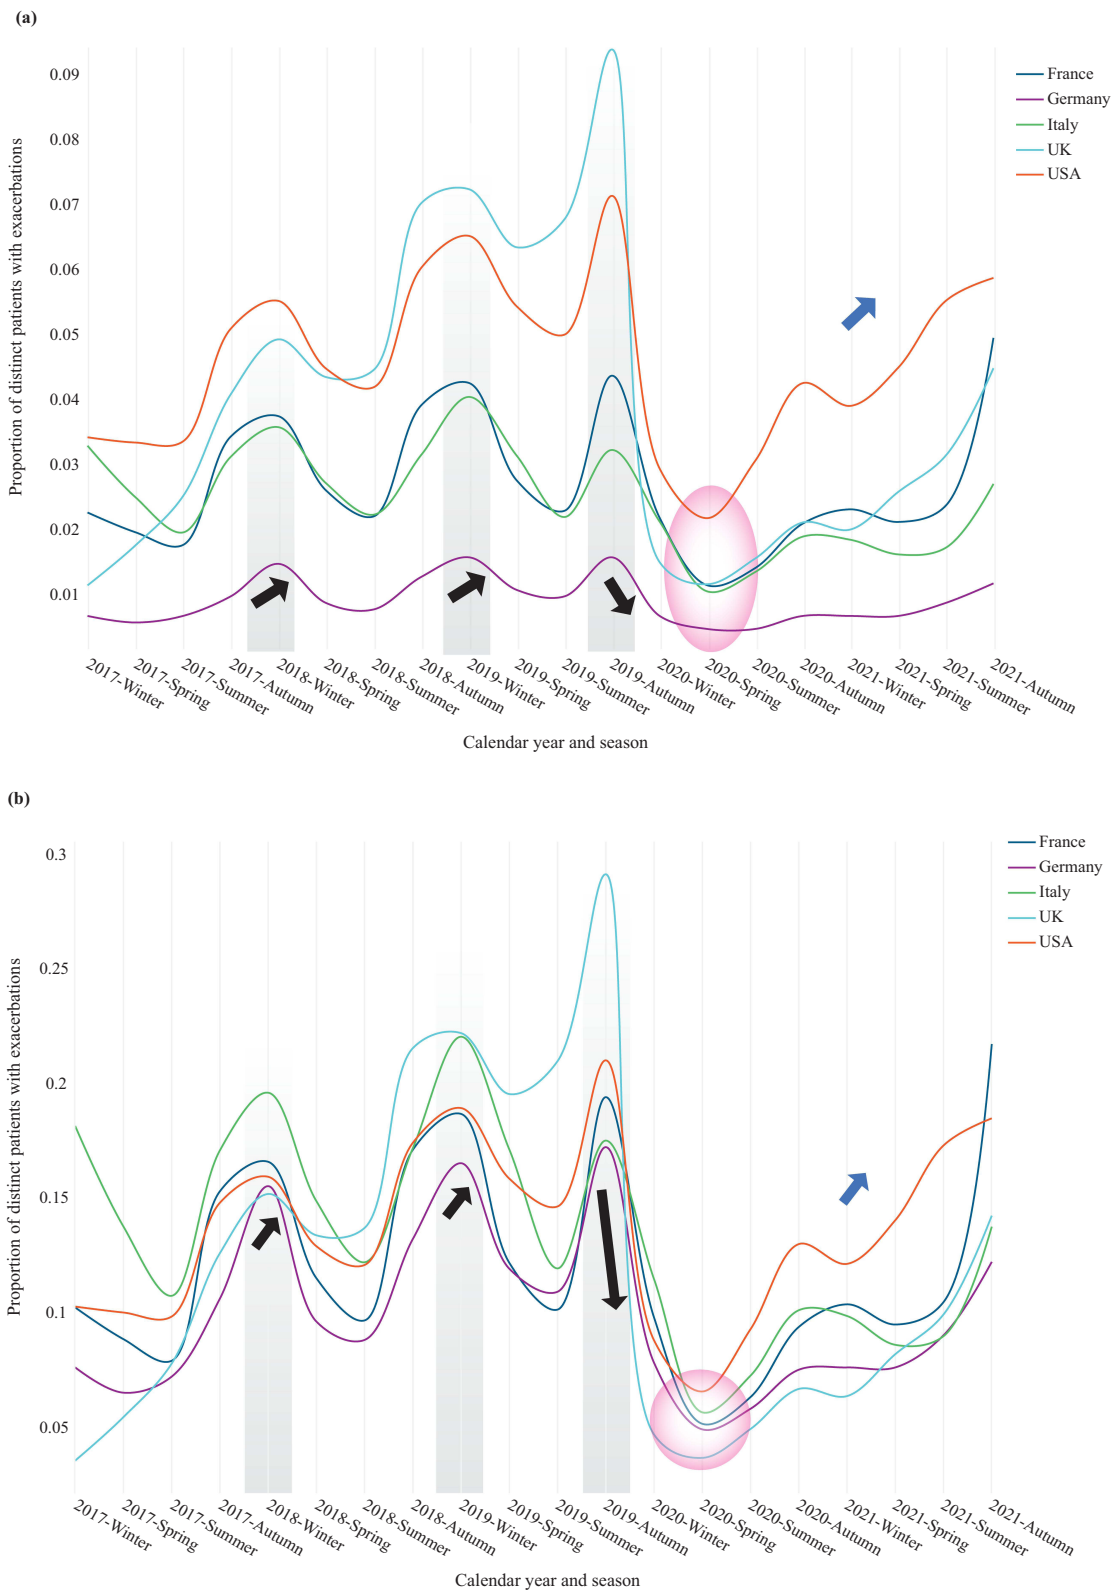 (a)
Proportion of distinct patients with exacerbations
0.09
0.08
0.07
0.06
0.05
0.04
0.03
0.02
0.01
France
Germany
Italy
UK
USA
2017-Winter
2017-Spring
2017-Summer
2017-Autumn
2018-Winter
2018-Spring
2018-Summer
2018-Autumn
2019-Winter
2019-Spring
2019-Summer
2019-Autumn
2020-Winter
2020-Spring
2020-Summer
2020-Autumn
2021-Winter
2021-Spring
2021-Summer
2021-Autumn
Calendar year and season
(b)
Proportion of distinct patients with exacerbations
0.3
0.25
0.2
0.15
0.1
0.05
France
Germany
Italy
UK
USA
2017-Winter
2017-Spring
2017-Summer
2017-Autumn
2018-Winter
2018-Spring
2018-Summer
2018-Autumn
2019-Winter
2019-Spring
2019-Summer
2019-Autumn
2020-Winter
2020-Spring
2020-Summer
2020-Autumn
2021-Winter
2021-Spring
2021-Summer
2021-Autumn
Calendar year and season